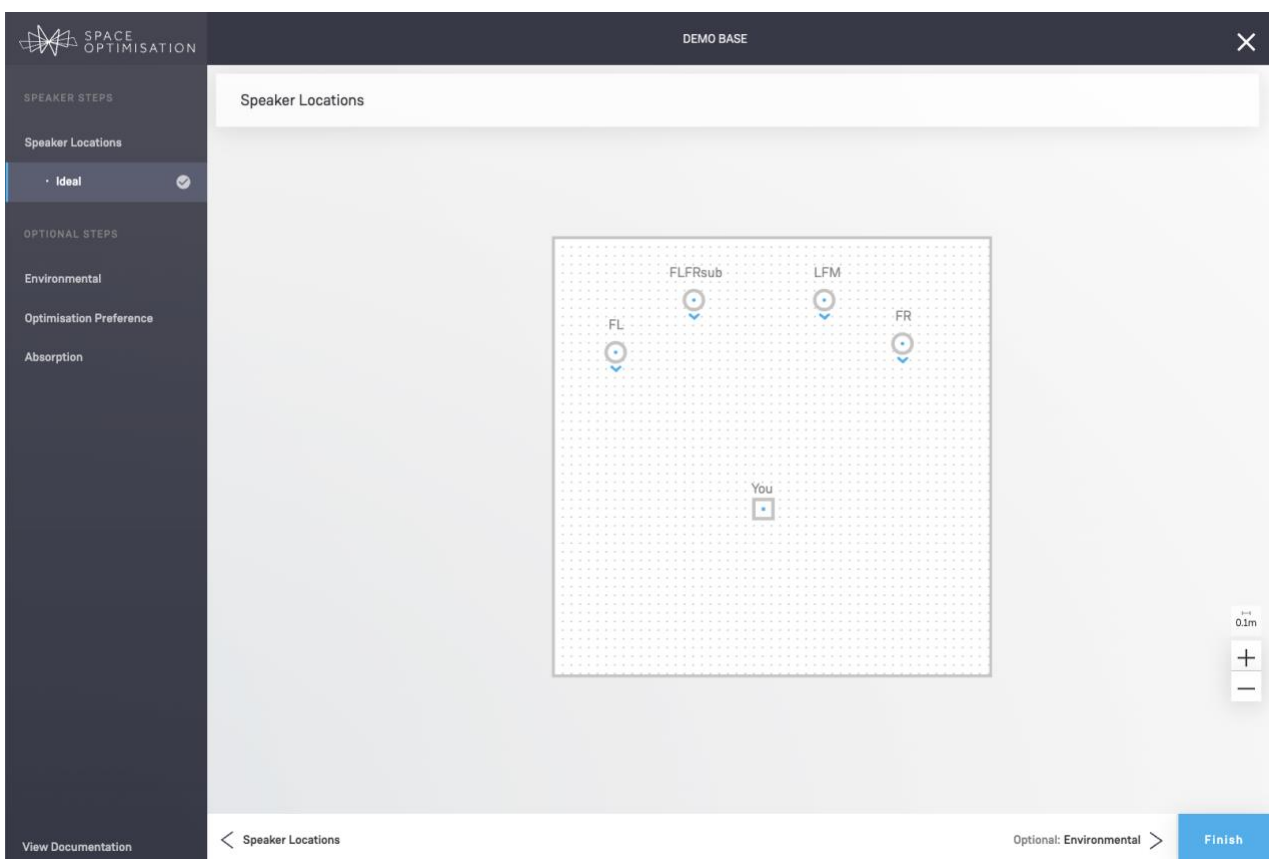 SPACE
OPTIMISATION
DEMO BASE
SPEAKER STEPS
Speaker Locations
Speaker Locations
· Ideal
OPTIONAL STEPS
Environmental
Optimisation Preference
Absorption
FLFRsub
LFM
FL
FR
You
0.1m
View Documentation
Speaker Locations
Optional: Environmental
Finish